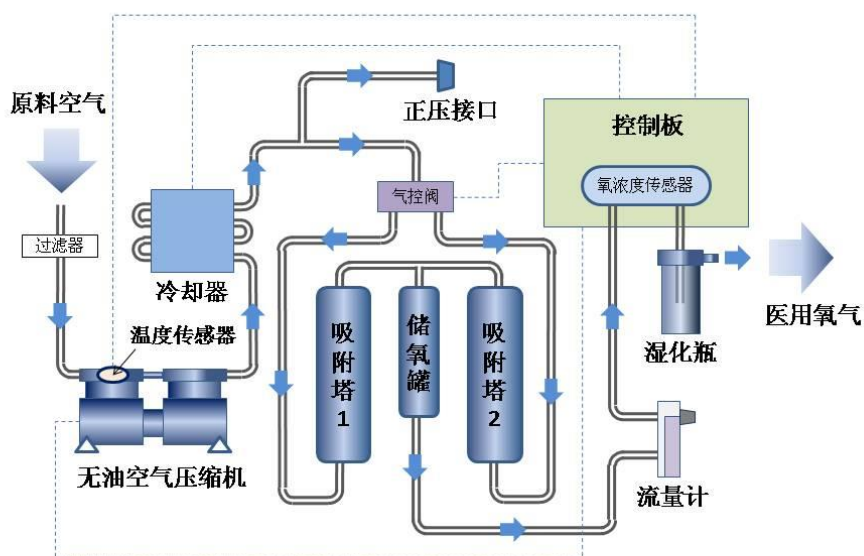 原料空气
正压接口
控制板
氧浓度传感器
气控阀
过滤器
冷却器
医用氧气
湿化瓶
温度传感器
吸附塔1
储氧罐
吸附塔2
无油空气压缩机
流量计